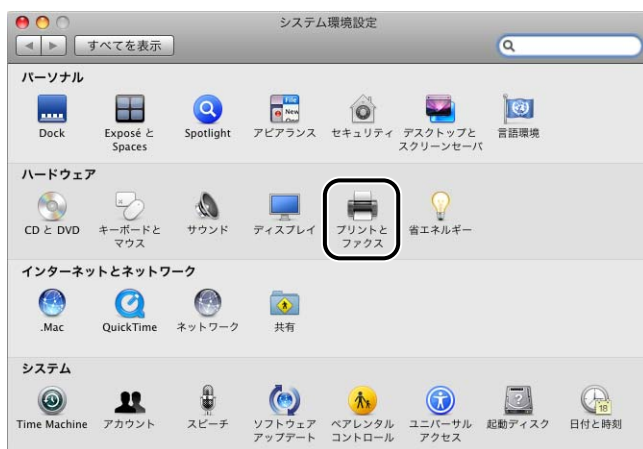 システム環境設定
すべてを表示
パーソナル
Dock
Exposé と
Spaces
Spotlight
アピアランス
セキュリティ
デスクトップと
スクリーンセーバ
言語環境
ハードウェア
CD と DVD
キーボードと
マウス
サウンド
ディスプレイ
プリントと
ファクス
省エネルギー
インターネットとネットワーク
.Mac
QuickTime
ネットワーク
共有
システム
Time Machine
アカウント
スピーチ
ソフトウェア
アップデート
ペアレンタル
コントロール
ユニバーサル
アクセス
起動ディスク
日付と時刻